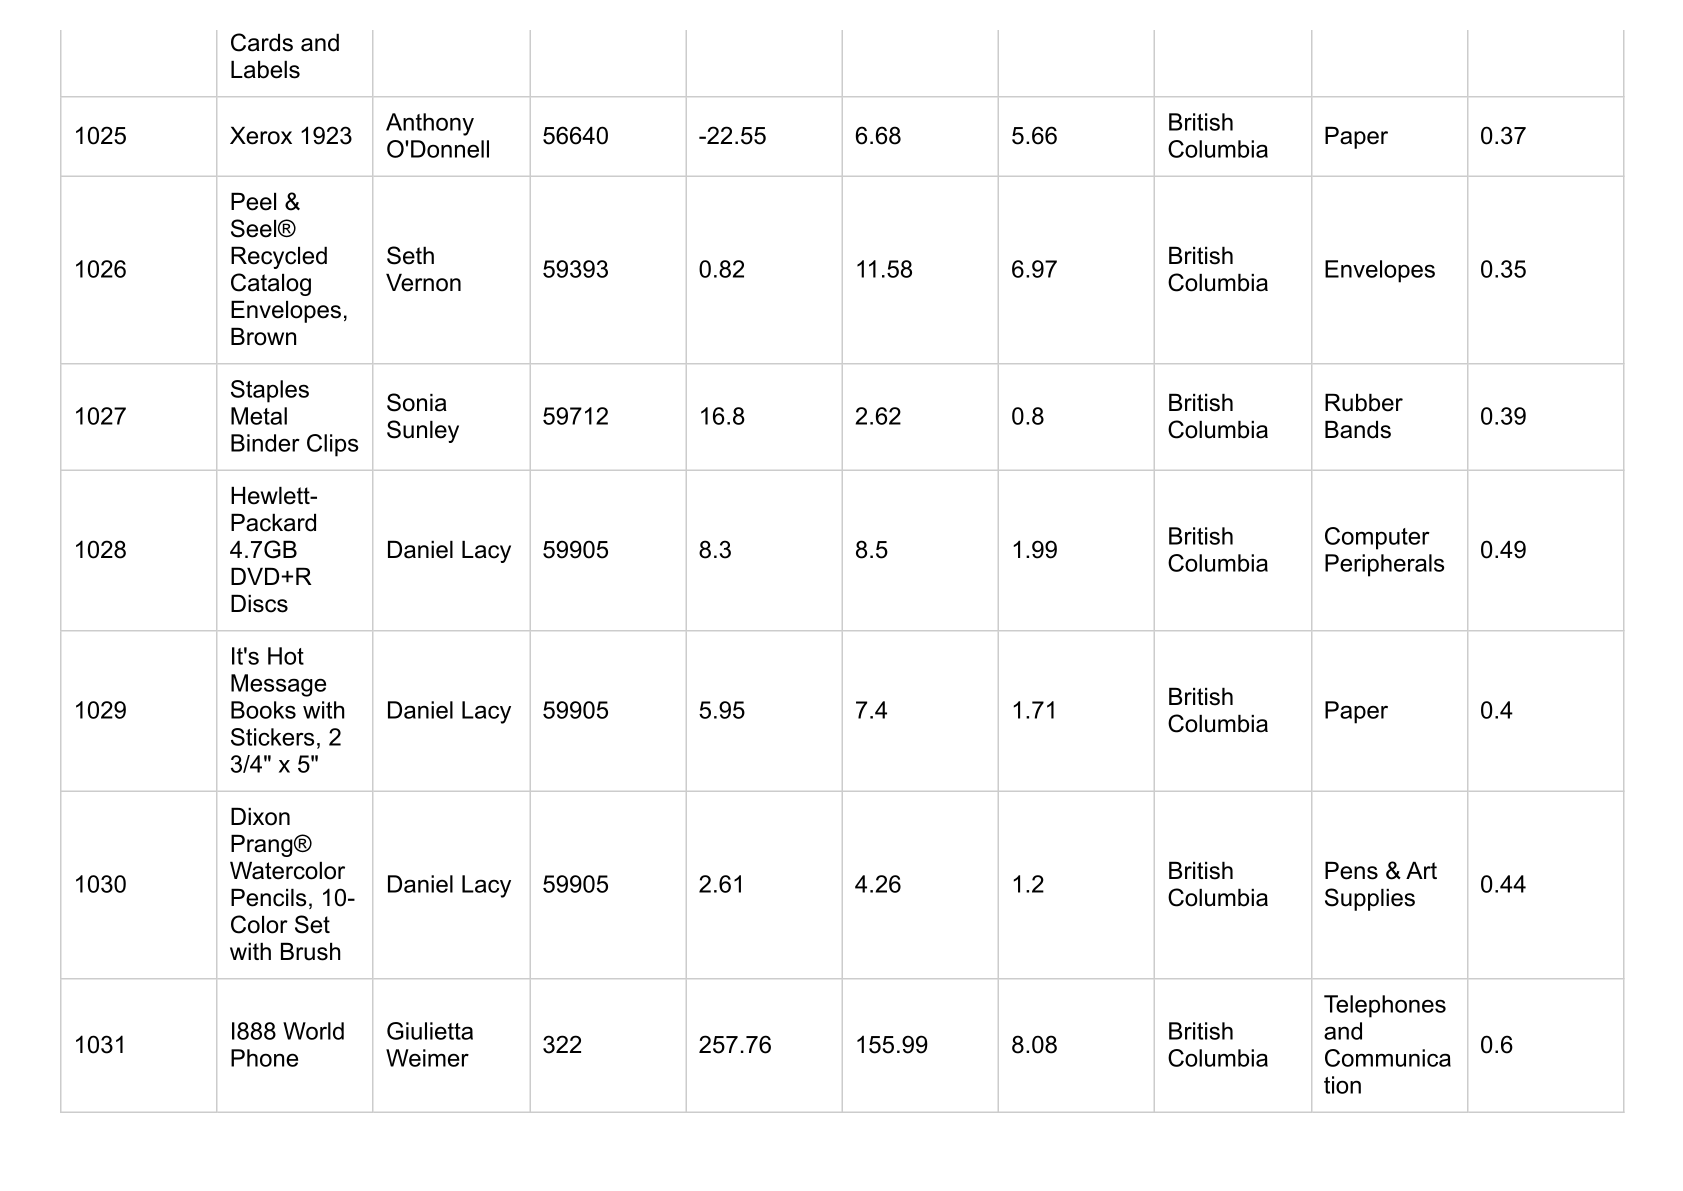 Cards and
Labels
1025
Xerox 1923
Anthony
O'Donnell
56640
-22.55
6.68
5.66
British
Columbia
Paper
0.37
1026
Peel &
Seel®
Recycled
Catalog
Envelopes,
Brown
Seth
Vernon
59393
0.82
11.58
6.97
British
Columbia
Envelopes
0.35
1027
Staples
Metal
Binder Clips
Sonia
Sunley
59712
16.8
2.62
0.8
British
Columbia
Rubber
Bands
0.39
1028
Hewlett-
Packard
4.7GB
DVD+R
Discs
Daniel Lacy
59905
8.3
8.5
1.99
British
Columbia
Computer
Peripherals
0.49
1029
It's Hot
Message
Books with
Stickers, 2
3/4" x 5"
Daniel Lacy
59905
5.95
7.4
1.71
British
Columbia
Paper
0.4
1030
Dixon
Prang®
Watercolor
Pencils, 10-
Color Set
with Brush
Daniel Lacy
59905
2.61
4.26
1.2
British
Columbia
Pens & Art
Supplies
0.44
1031
I888 World
Phone
Giulietta
Weimer
322
257.76
155.99
8.08
British
Columbia
Telephones
and
Communica
tion
0.6